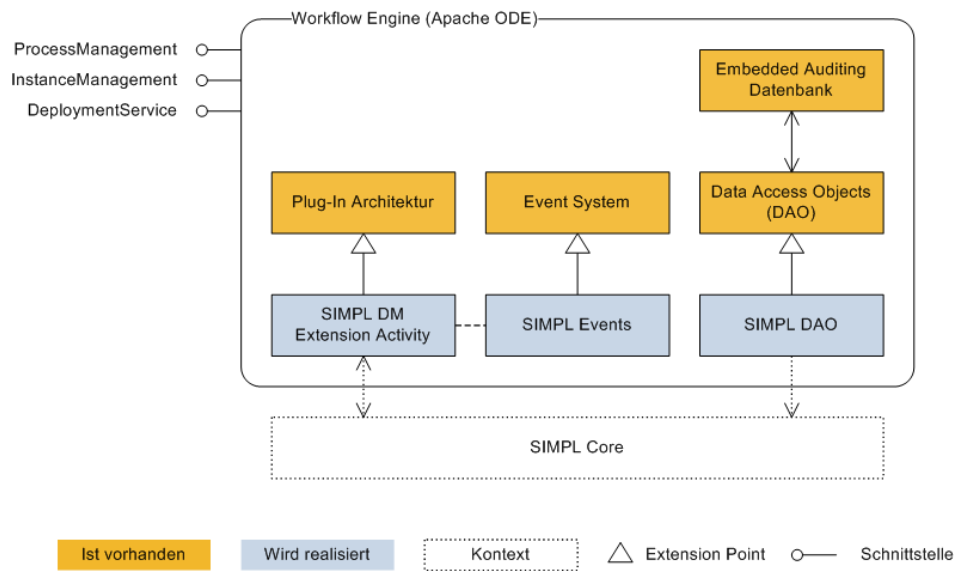 Workflow Engine (Apache ODE)
ProcessManagement
InstanceManagement
DeploymentService
Embedded Auditing
Datenbank
Plug-In Architektur
Event System
Data Access Objects
(DAO)
SIMPL DM
Extension Activity
SIMPL Events
SIMPL DAO
SIMPL Core
Ist vorhanden
Wird realisiert
Kontext
Extension Point
Schnittstelle